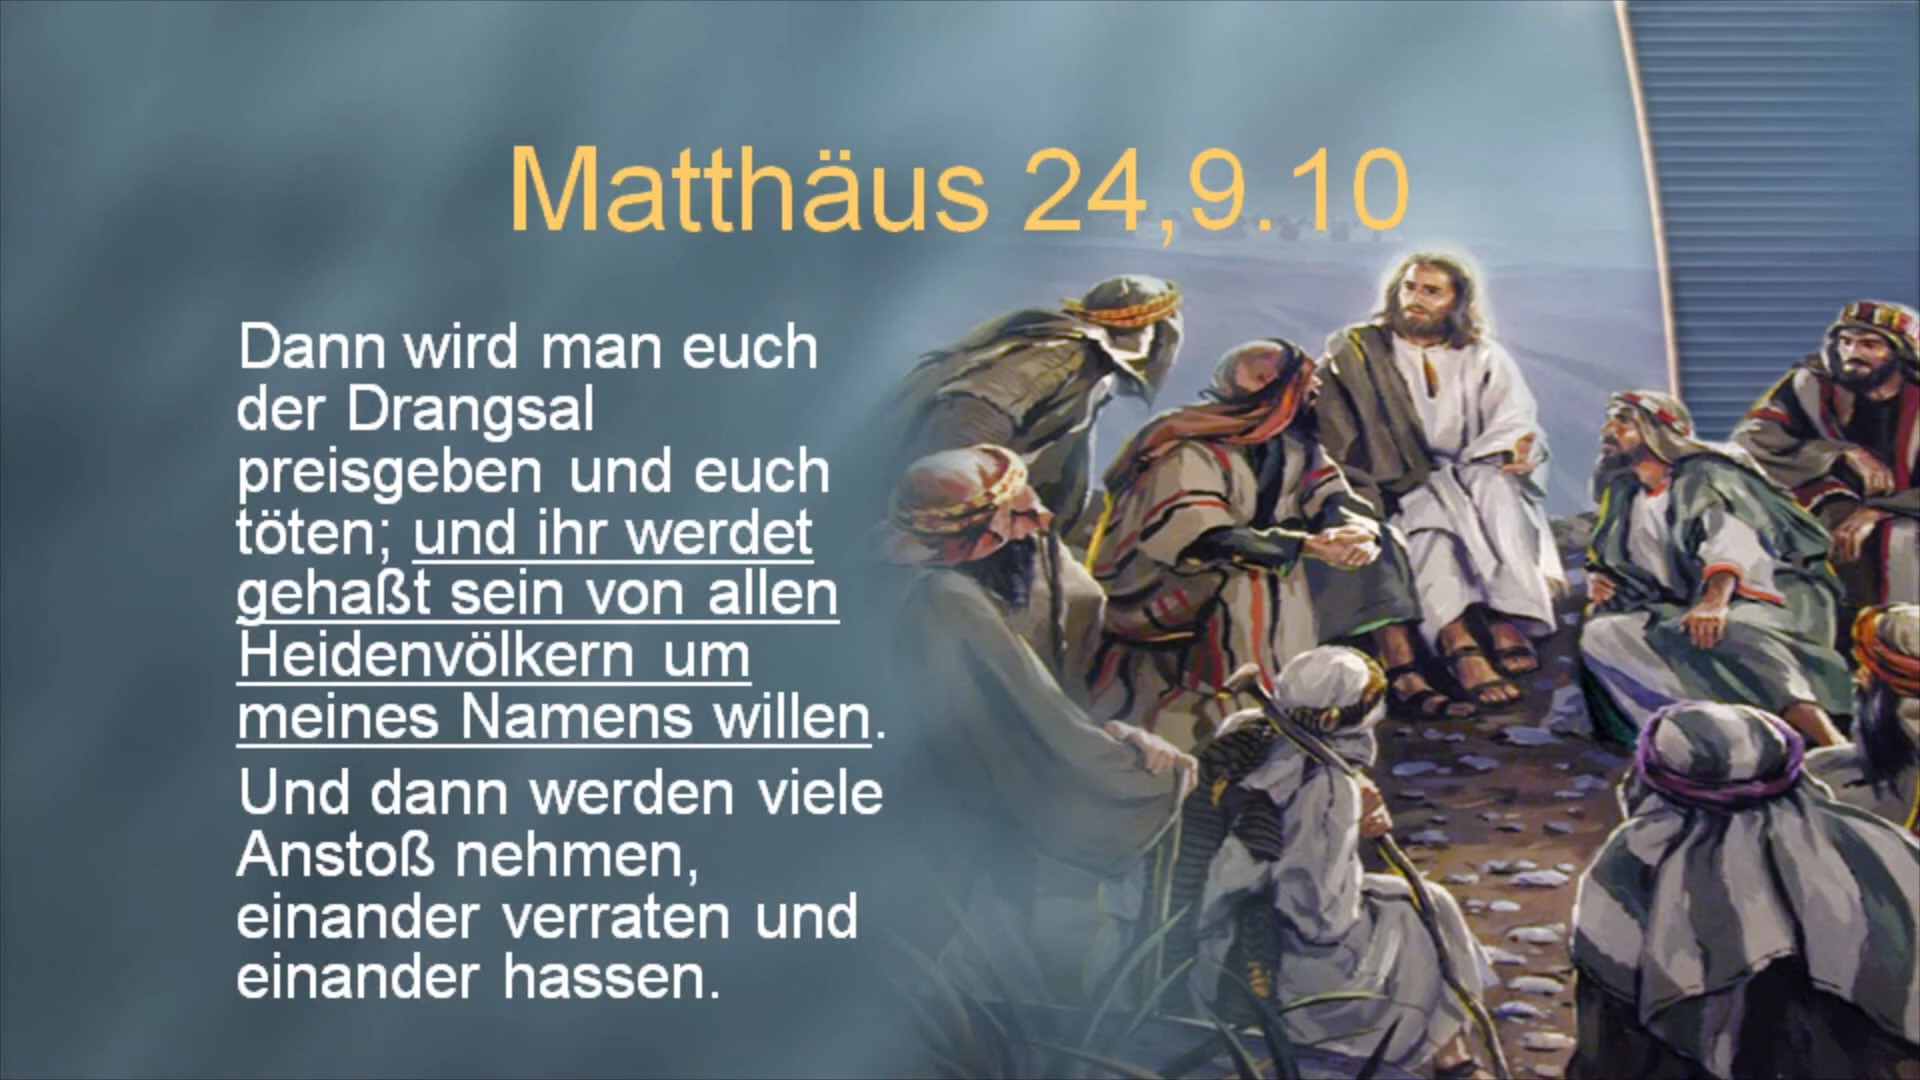 Matthäus 24,9.10
Dann wird man euch
der Drangsal
preisgeben und euch
töten; und ihr werdet
gehaßt sein von allen
Heidenvölkern um
meines Namens willen.
Und dann werden viele
Anstoß nehmen,
einander verraten und
einander hassen.